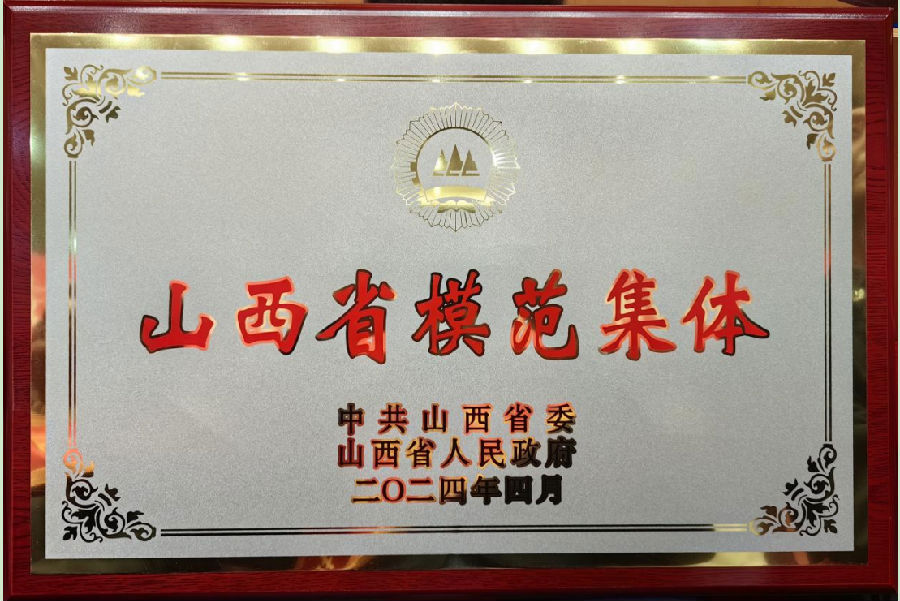 山西省模范集体
中共山西省委
山西省人民政府
二〇二四年四月